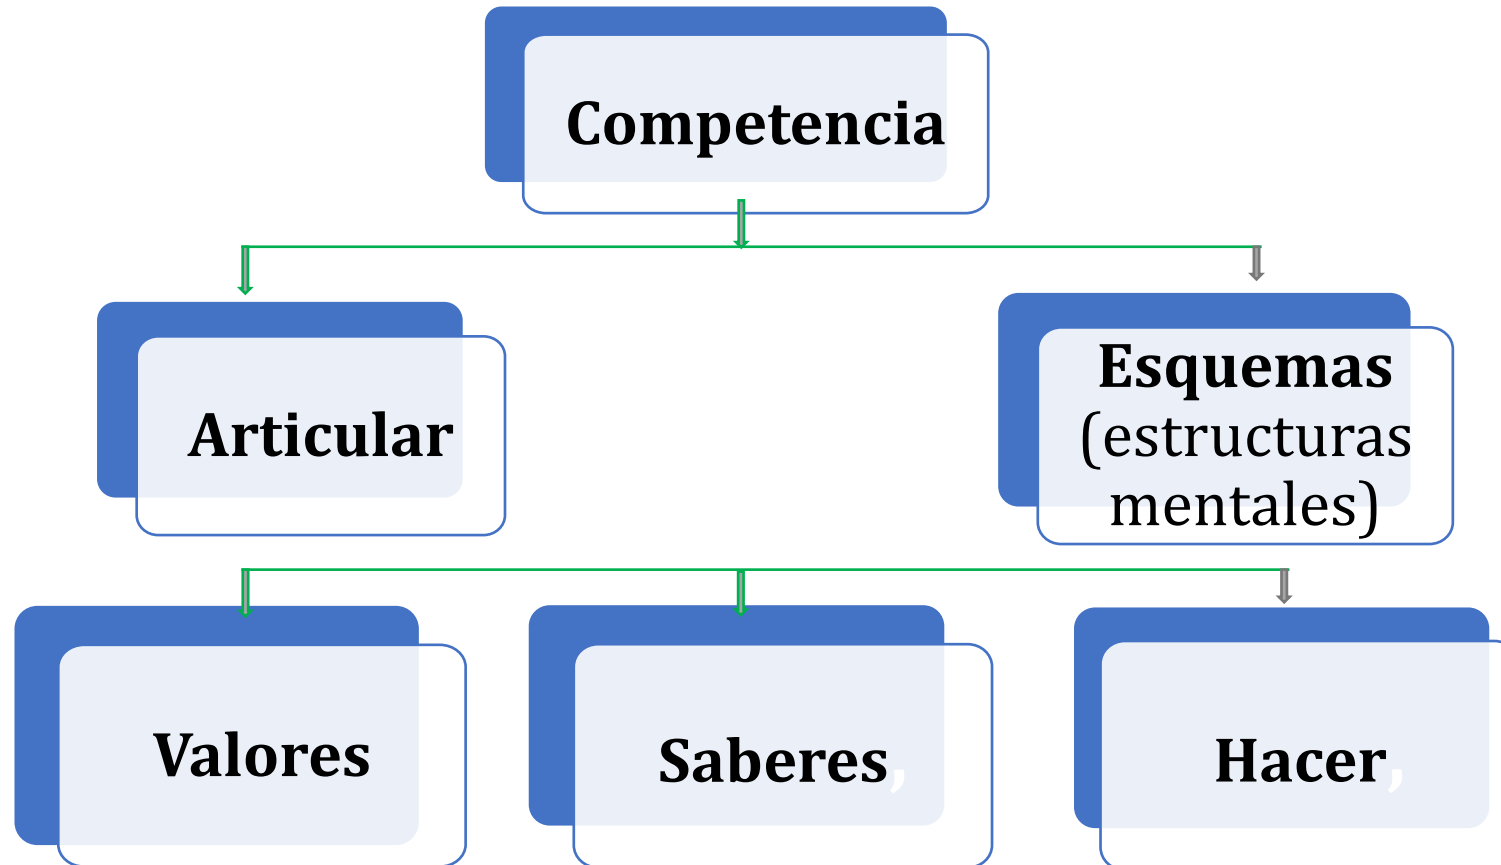 Competencia
Articular
Esquemas
(estructuras
mentales)
Valores
Saberes,
Hacer,